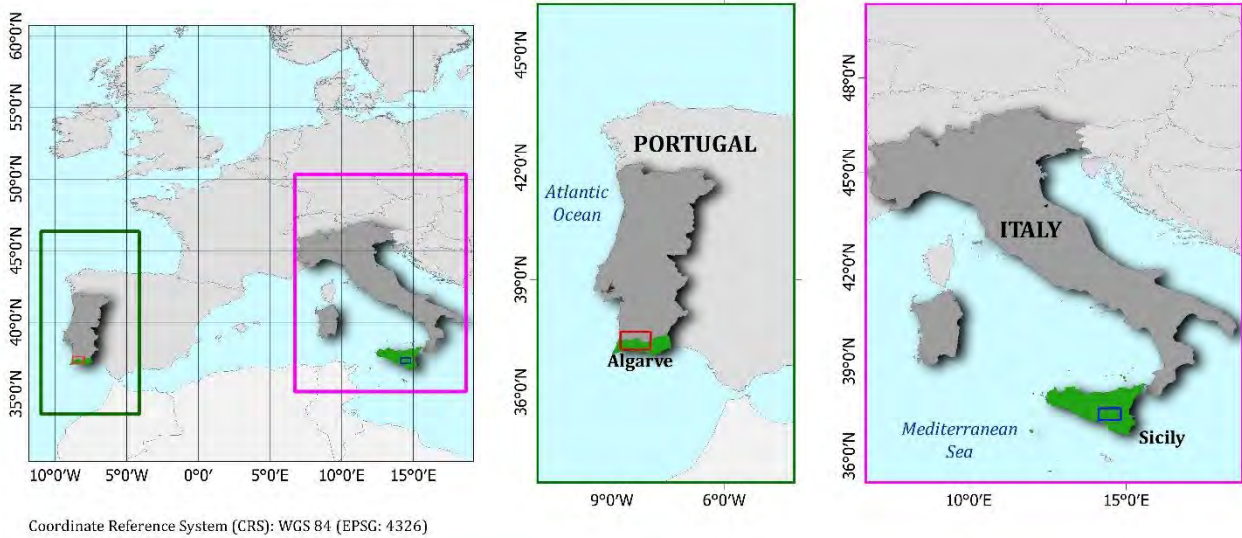 60°0'N
55°0'N
50°0'N
45°0'N
40°0'N
35°0'N
10°0'W
5°0'W
0°0'
5°0'E
10°0'E
15°0'E
45°0'N
42°0'N
39°0'N
36°0'N
PORTUGAL
Atlantic
Ocean
Algarve
9°0'W
6°0'W
48°0'N
45°0'N
42°0'N
39°0'N
36°0'N
ITALY
Mediterranean
Sea
Sicily
10°0'E
15°0'E
Coordinate Reference System (CRS): WGS 84 (EPSG: 4326)